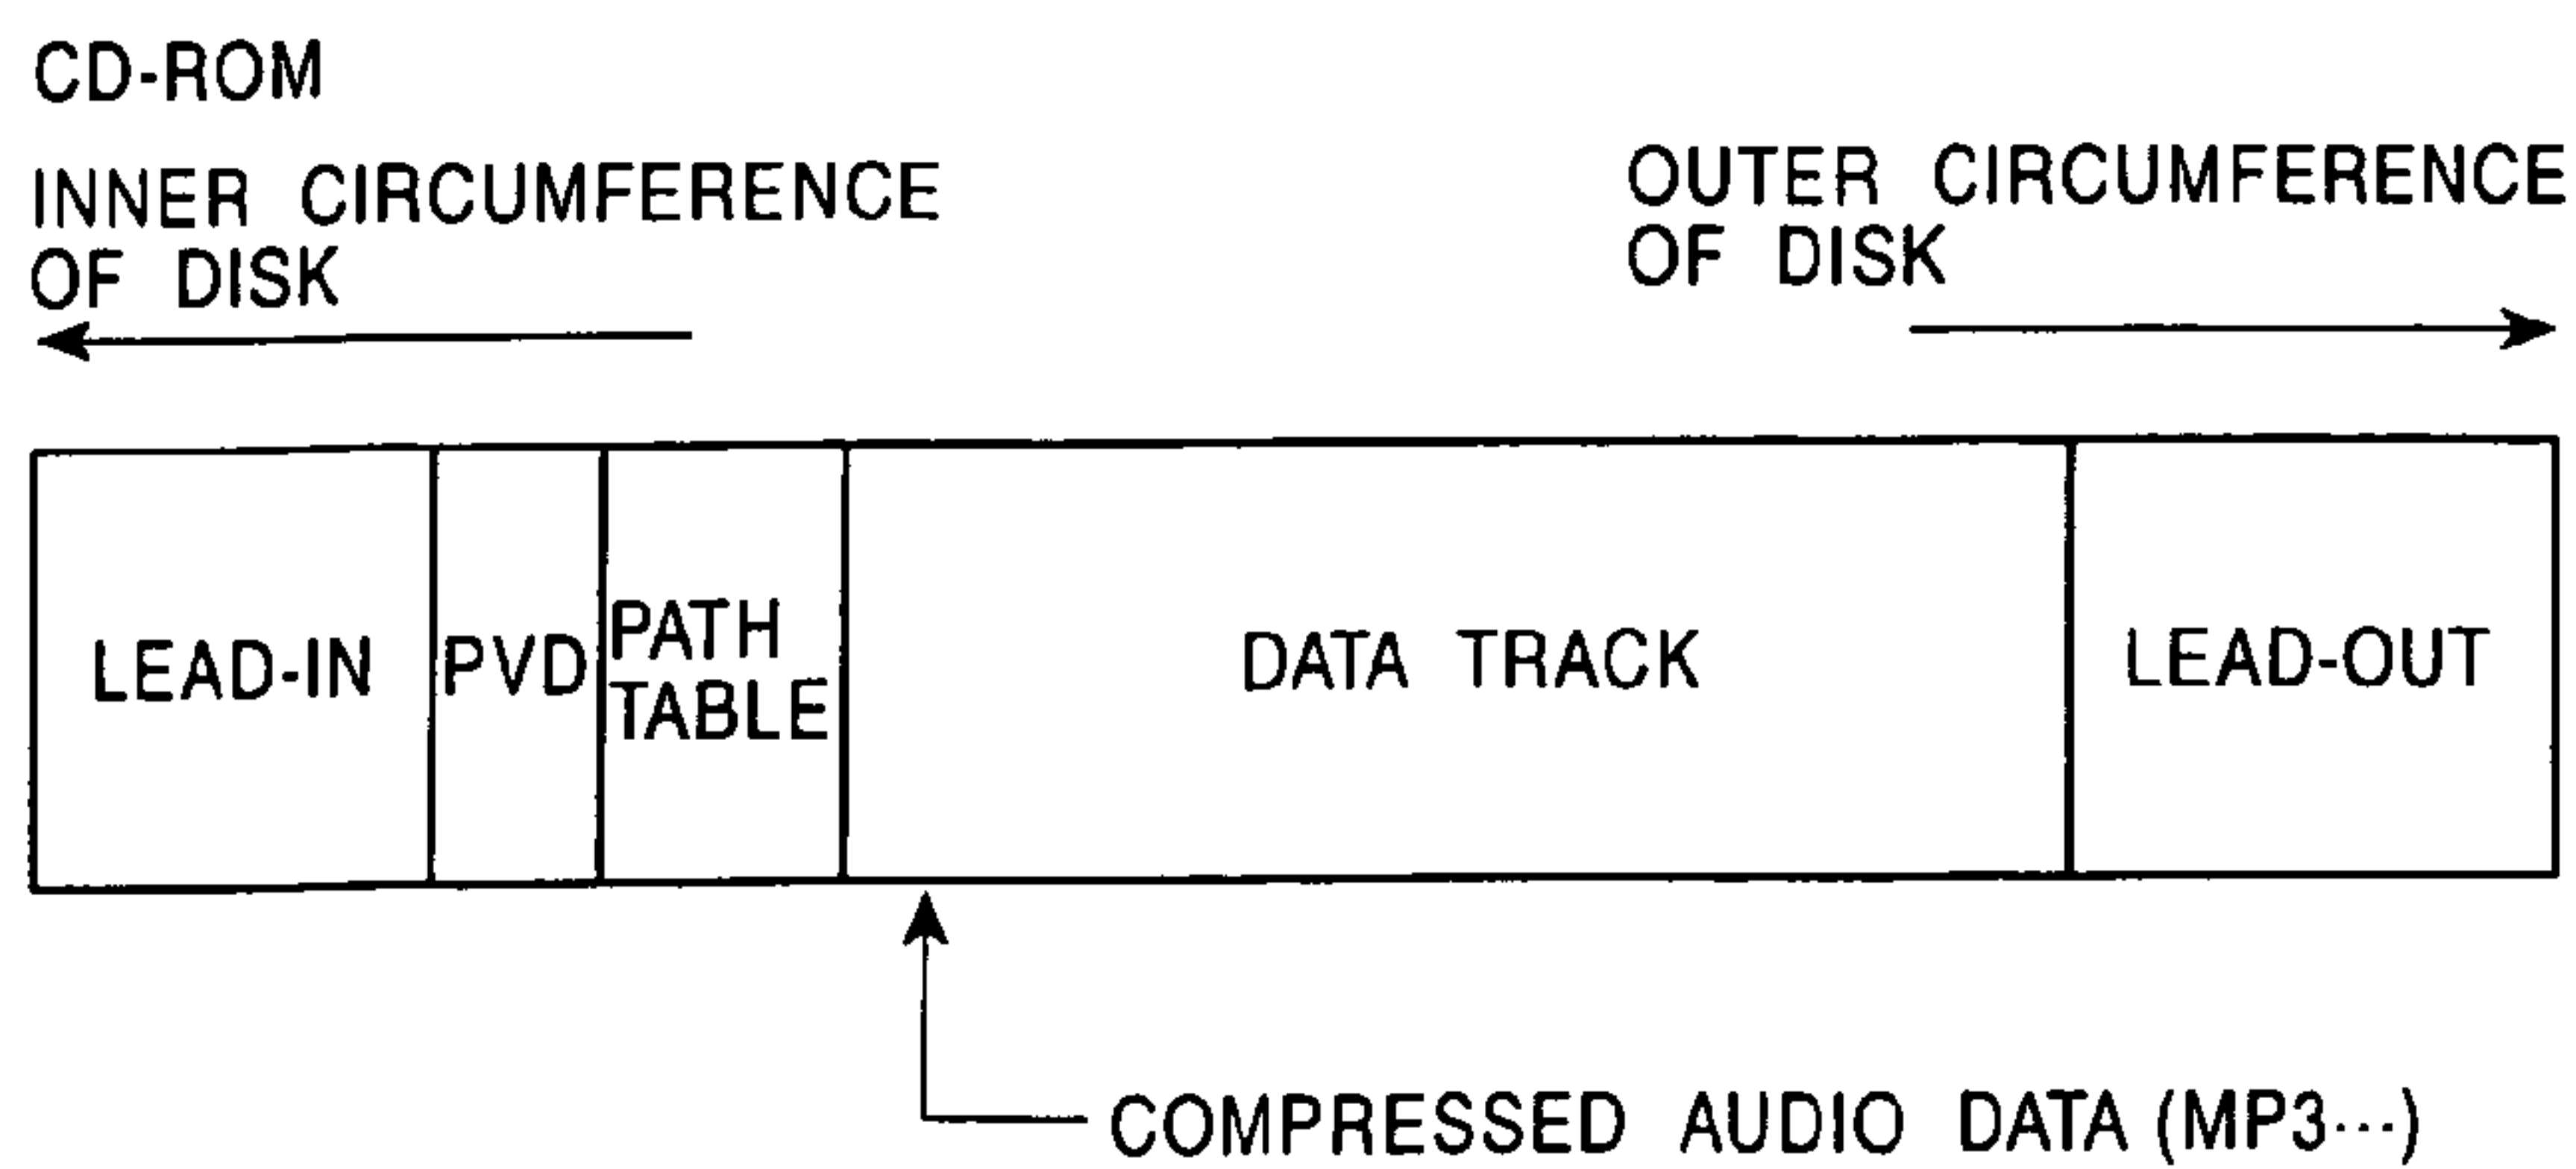 CD-ROM
INNER CIRCUMFERENCE
OF DISK
OUTER CIRCUMFERENCE
OF DISK
LEAD-IN
PVD
PATH
TABLE
DATA TRACK
LEAD-OUT
COMPRESSED AUDIO DATA (MP3···)